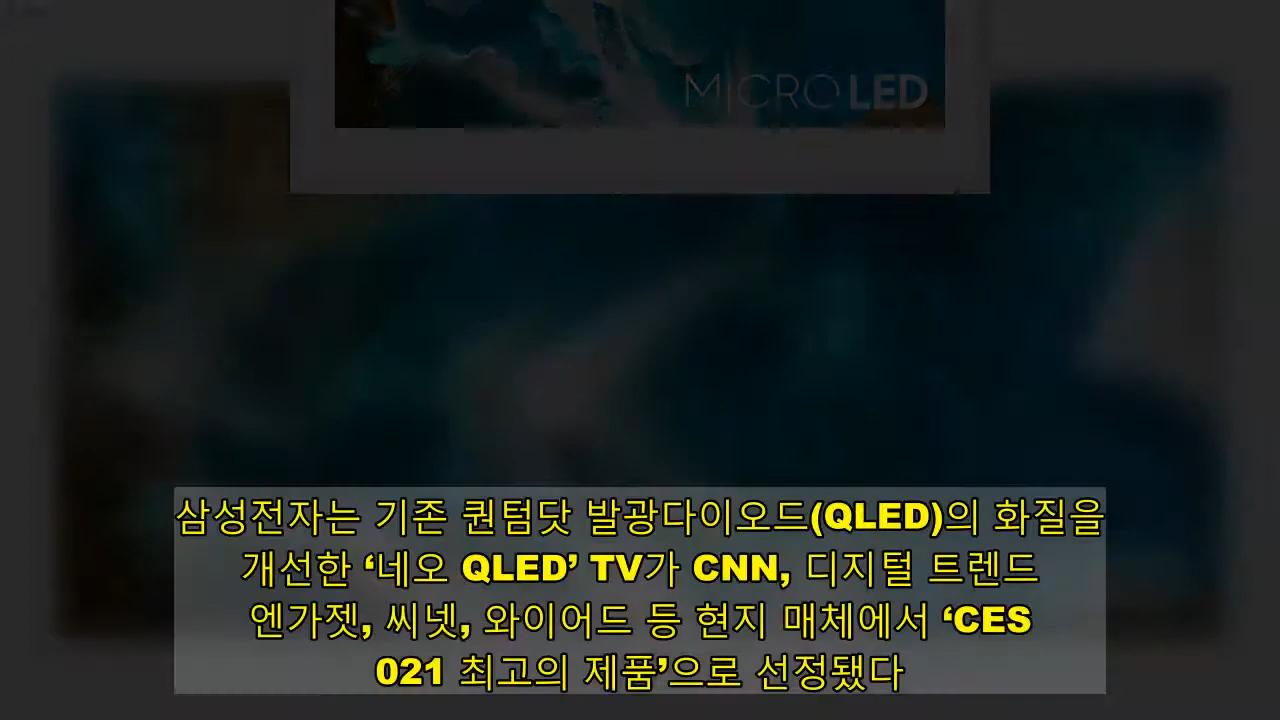 MICRO LED
삼성전자는 기존 퀀텀닷 발광다이오드(QLED)의 화질을
개선한 ‘네오 QLED’ TV가 CNN, 디지털 트렌드
엔가젯, 씨넷, 와이어드 등 현지 매체에서 ‘CES
021 최고의 제품’으로 선정됐다